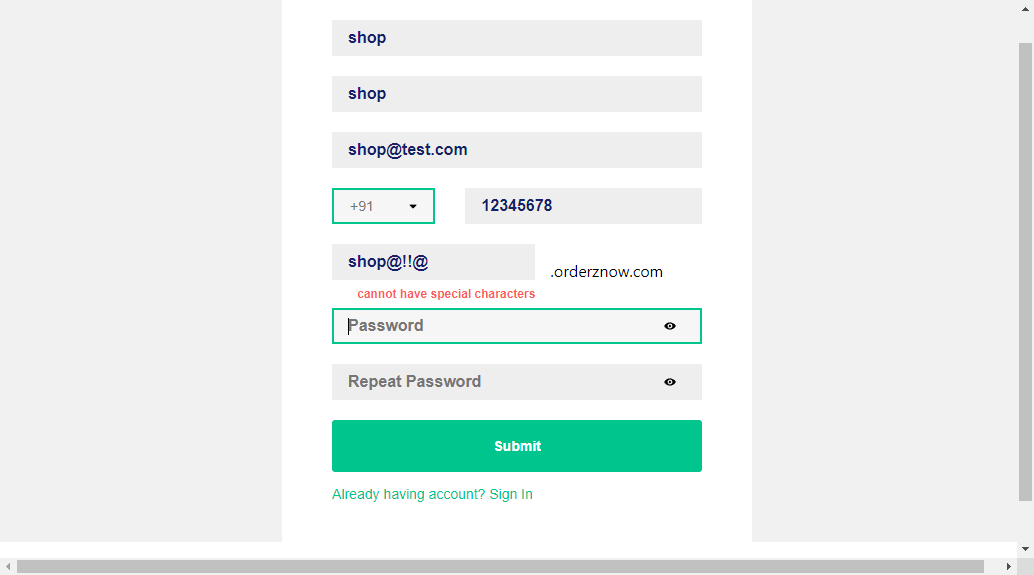 shop
shop
shop@test.com
+91 12345678
shop@!!@ .orderznow.com
cannot have special characters
Password
Repeat Password
Submit
Already having account? Sign In